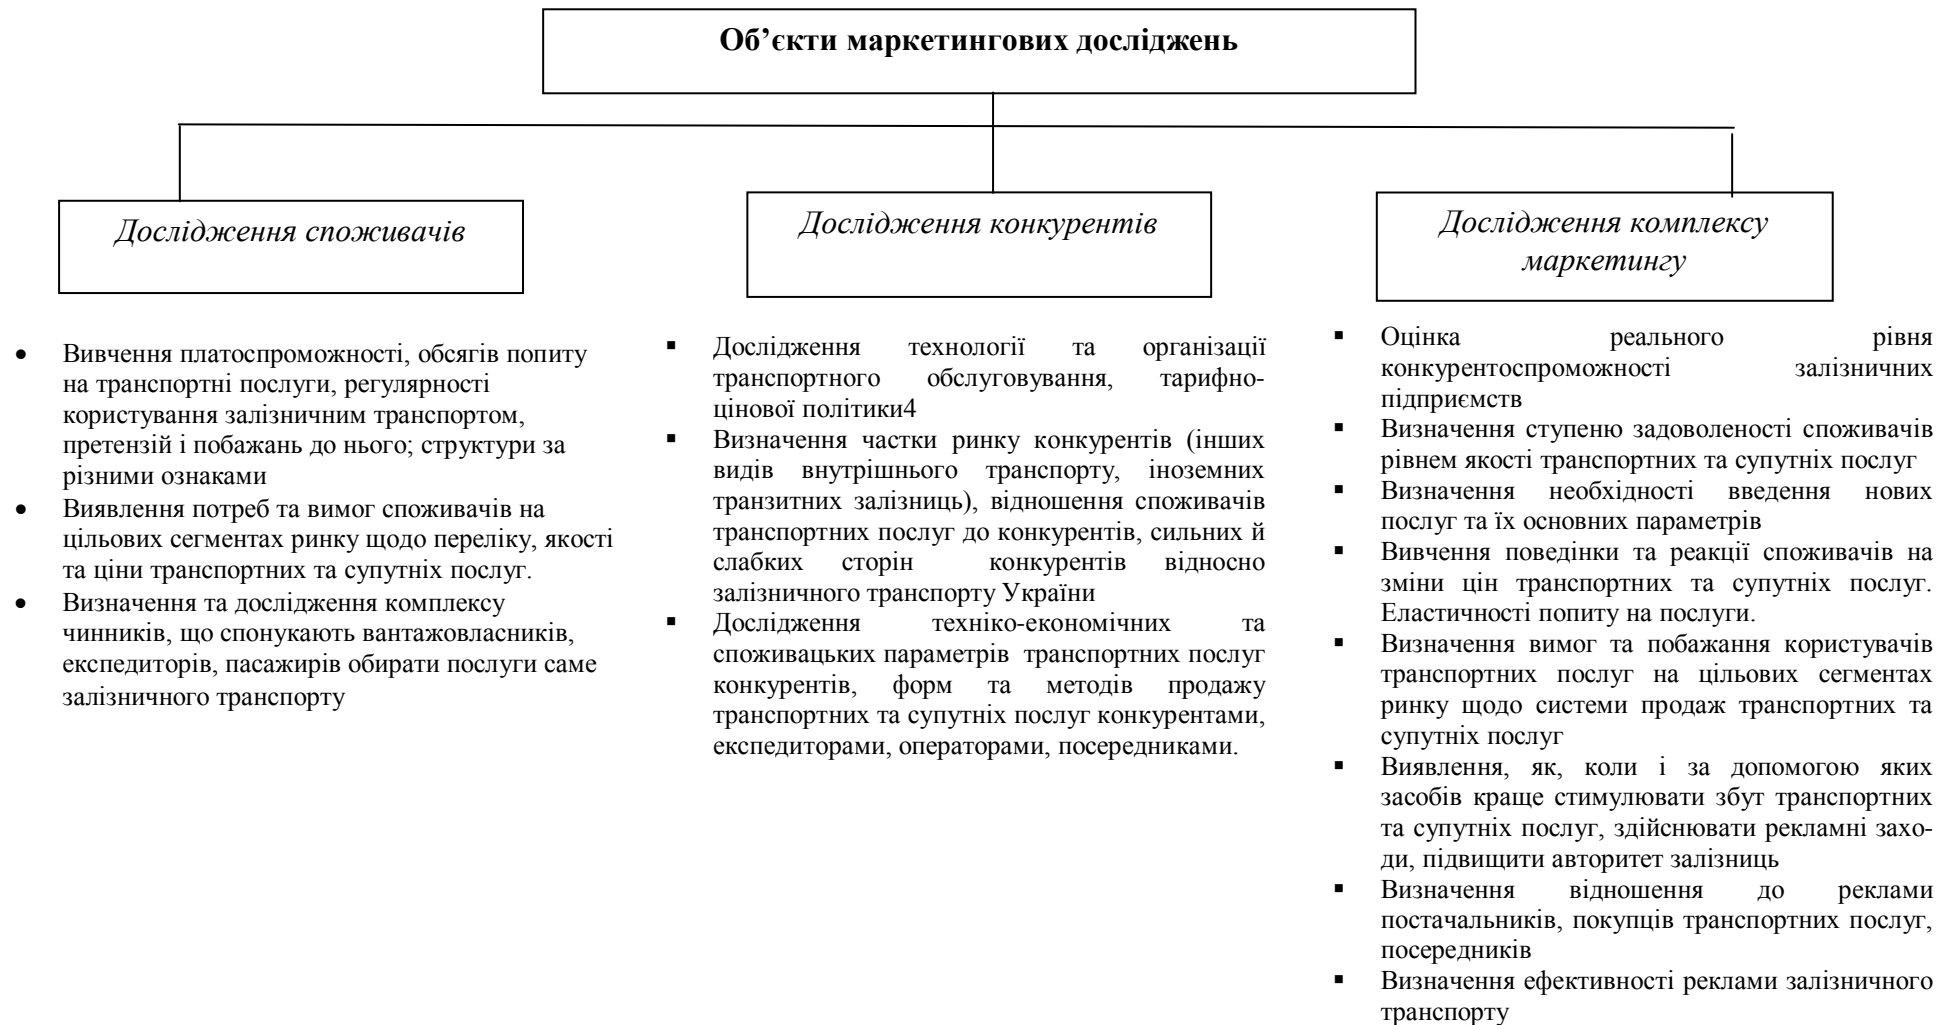 Об’єкти маркетингових досліджень
Дослідження споживачів
Вивчення платоспроможності, обсягів попиту
на транспортні послуги, регулярності
користування залізничним транспортом,
претензій і побажань до нього; структури за
різними ознаками
Виявлення потреб та вимог споживачів на
цільових сегментах ринку щодо переліку, якості
та ціни транспортних та супутніх послуг.
Визначення та дослідження комплексу
чинників, що спонукають вантажовласників,
експедиторів, пасажирів обирати послуги саме
залізничного транспорту
Дослідження конкурентів
Дослідження технології та організації
транспортного обслуговування, тарифно-
цінової політики4
Визначення частки ринку конкурентів (інших
видів внутрішнього транспорту, іноземних
транзитних залізниць), відношення споживачів
транспортних послуг до конкурентів, сильних й
слабких сторін конкурентів відносно
залізничного транспорту України
Дослідження техніко-економічних та
споживацьких параметрів транспортних послуг
конкурентів, форм та методів продажу
транспортних та супутніх послуг конкурентами,
експедиторами, операторами, посередниками.
Дослідження комплексу
маркетингу
Оцінка реального рівня
конкурентоспроможності залізничних
підприємств
Визначення ступеню задоволеності споживачів
рівнем якості транспортних та супутніх послуг
Визначення необхідності введення нових
послуг та їх основних параметрів
Вивчення поведінки та реакції споживачів на
зміни цін транспортних та супутніх послуг.
Еластичності попиту на послуги.
Визначення вимог та побажання користувачів
транспортних послуг на цільових сегментах
ринку щодо системи продаж транспортних та
супутніх послуг
Виявлення, як, коли і за допомогою яких
засобів краще стимулювати збут транспортних
та супутніх послуг, здійснювати рекламні захо-
ди, підвищити авторитет залізниць
Визначення відношення до реклами
постачальників, покупців транспортних послуг,
посередників
Визначення ефективності реклами залізничного
транспорту